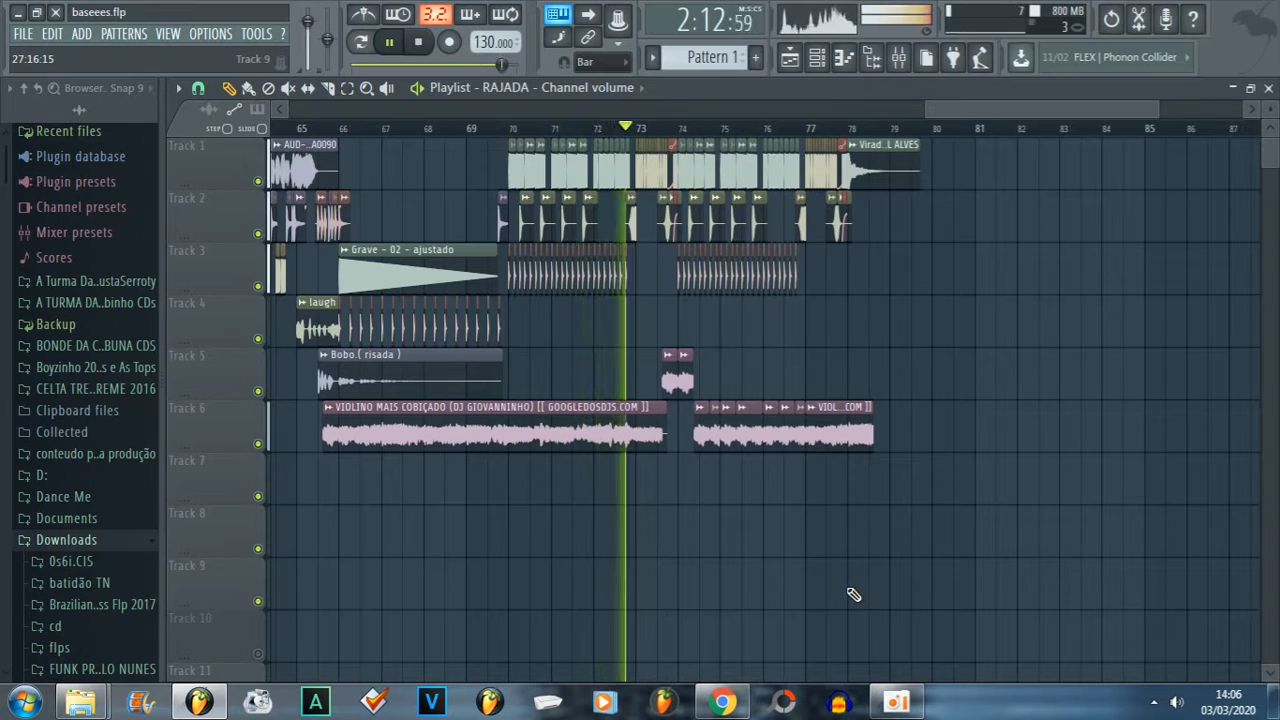 baseees.flp
FILE EDIT ADD PATTERNS VIEW OPTIONS TOOLS ?
27:16:15 Track 9
3.2.
130.000
Bar
2:12:59
M:S:CS
Pattern 1
7 800 MB
3
11/02 FLEX | Phonon Collider
Browser.. Snap 9
Playlist - RAJADA - Channel volume
STEP SLIDE
65 66 67 68 69 70 71 72 73 74 75 76 77 78 79 80 81 82 83 84 85 86 87
Recent files
Plugin database
Plugin presets
Channel presets
Mixer presets
Scores
A Turma Da..ustaSerroty
A TURMA DA..binho CDs
Backup
BONDE DA C..BUNA CDS
Boyzinho 20..s e As Tops
CELTA TRE..REME 2016
Clipboard files
Collected
conteudo p..a produção
D:
Dance Me
Documents
Downloads
0s6i.CIS
batidão TN
Brazilian..ss Flp 2017
cd
flps
FUNK PR..LO NUNES
Track 1
AUD-..A0090
Virad..L ALVES
Track 2
Track 3
Grave - 02 - ajustado
Track 4
laugh
Track 5
Bobo.( risada )
Track 6
VIOLINO MAIS COBIÇADO (DJ GIOVANNINHO) [[ GOOGLEDOSDJS.COM ]]
VIOL...COM ]]
Track 7
Track 8
Track 9
Track 10
Track 11
14:06
03/03/2020